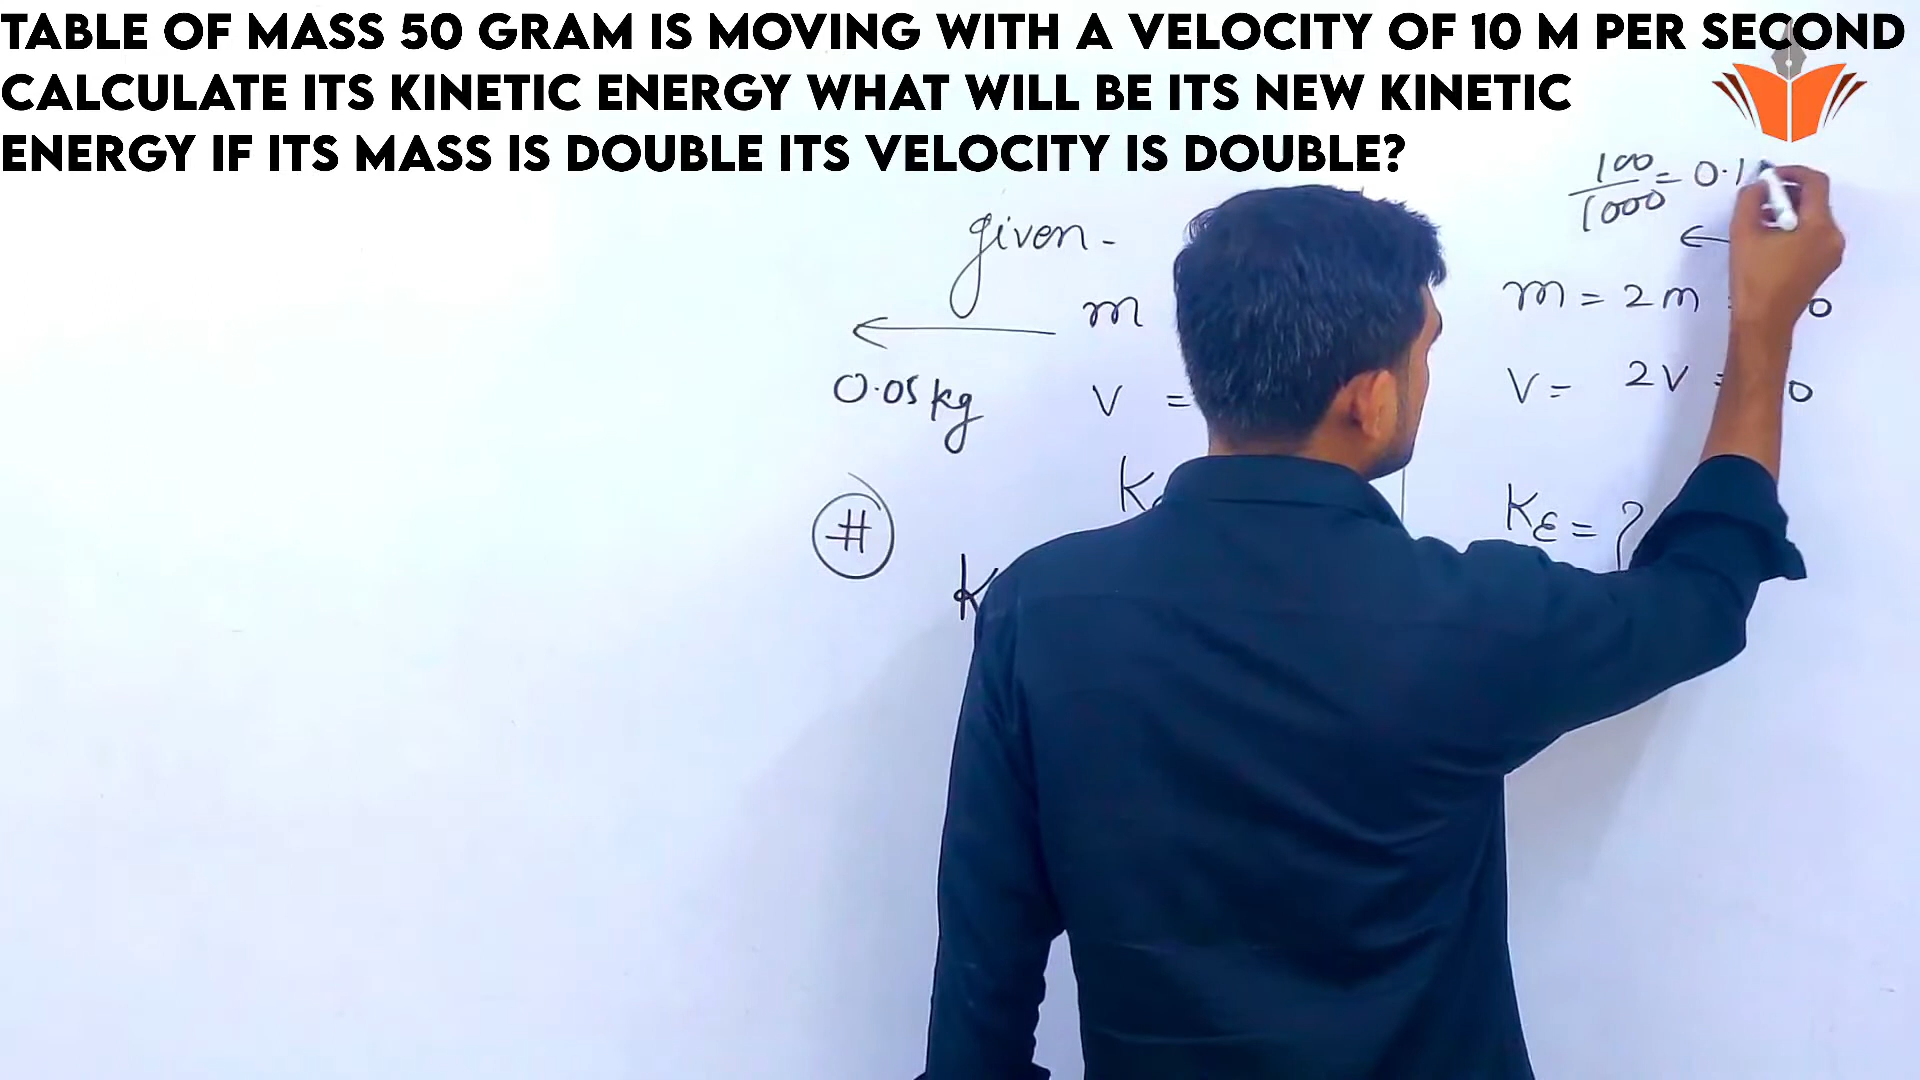 TABLE OF MASS 50 GRAM IS MOVING WITH A VELOCITY OF 10 M PER SECOND
CALCULATE ITS KINETIC ENERGY WHAT WILL BE ITS NEW KINETIC
ENERGY IF ITS MASS IS DOUBLE ITS VELOCITY IS DOUBLE?
100/1000 = 0.1
given -
m
0.05 kg
v =
K
#
K
m = 2m
v = 2v
KE = ?